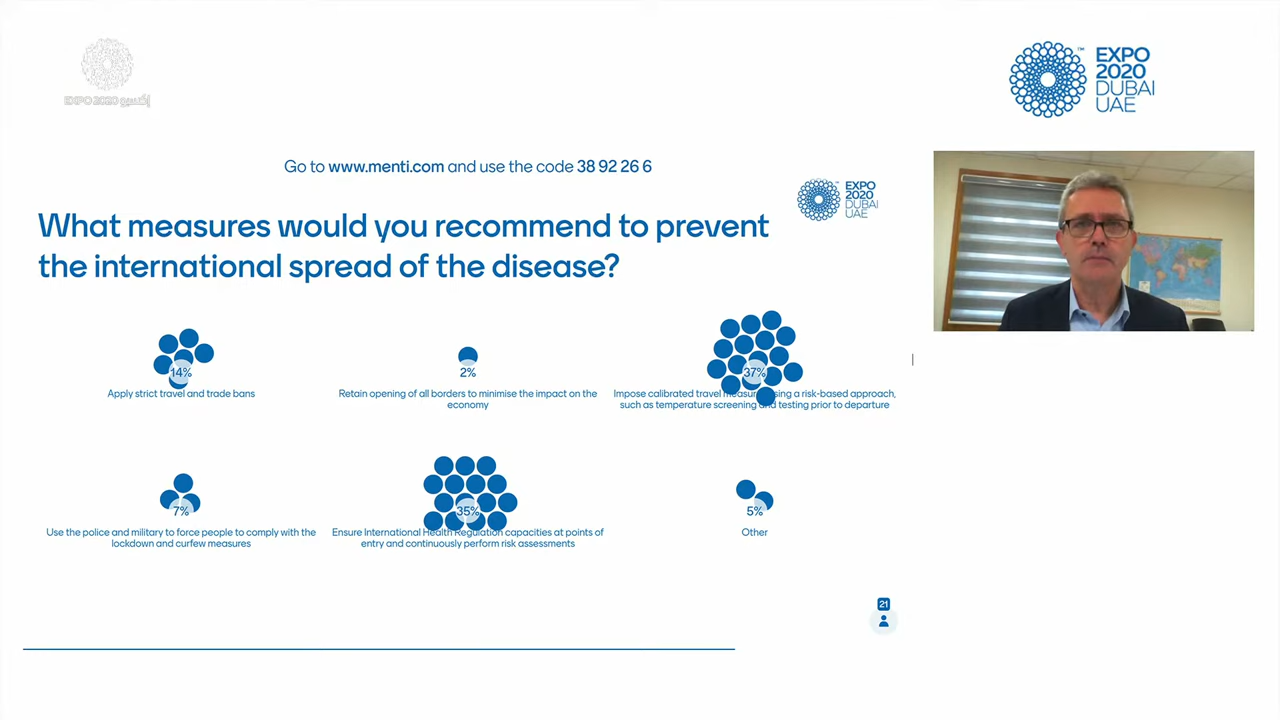 EXPO 2020 إكسبو
EXPO
2020
DUBAI
UAE
Go to www.menti.com and use the code 38 92 26 6
EXPO
2020
DUBAI
UAE
What measures would you recommend to prevent
the international spread of the disease?
14%
Apply strict travel and trade bans
2%
Retain opening of all borders to minimise the impact on the
economy
37%
Impose calibrated travel measures using a risk-based approach,
such as temperature screening and testing prior to departure
7%
Use the police and military to force people to comply with the
lockdown and curfew measures
35%
Ensure International Health Regulation capacities at points of
entry and continuously perform risk assessments
5%
Other
21